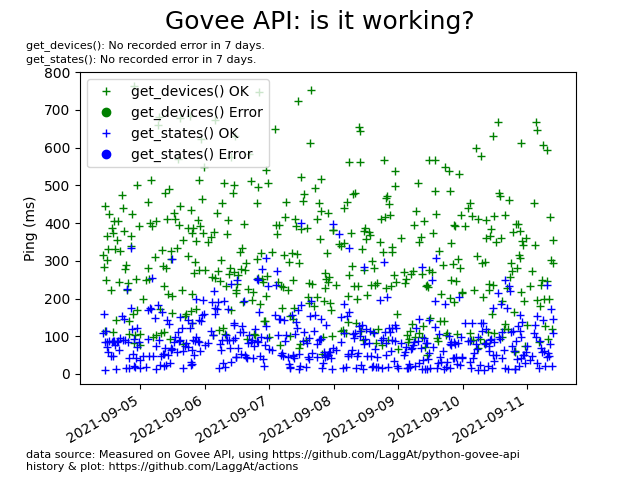 Govee API: is it working?
get_devices(): No recorded error in 7 days.
get_states(): No recorded error in 7 days.
800
700
600
500
400
300
200
100
0
Ping (ms)
get_devices() OK
get_devices() Error
get_states() OK
get_states() Error
2021-09-05
2021-09-06
2021-09-07
2021-09-08
2021-09-09
2021-09-10
2021-09-11
data source: Measured on Govee API, using https://github.com/LaggAt/python-govee-api
history & plot: https://github.com/LaggAt/actions